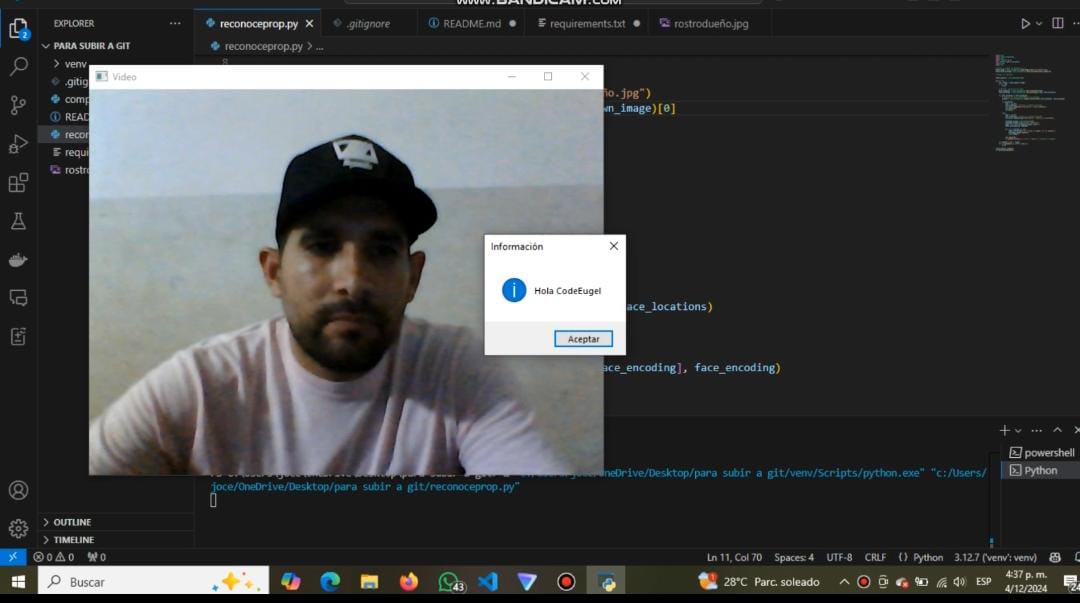 www.BANDICAM.com
EXPLORER
reconoceprop.py
.gitignore
README.md
requirements.txt
rostrodueño.jpg
PARA SUBIR A GIT
reconoceprop.py > ...
venv
.gitig
comp
READ
recor
requi
rostro
8
Video
ño.jpg")
wn_image)[0]
Información
Hola CodeEugel
Aceptar
ace_locations)
ace_encoding], face_encoding)
OneDrive/Desktop/para subir a git/venv/Scripts/python.exe" "c:/Users/
joce/OneDrive/Desktop/para subir a git/reconoceprop.py"
powershell
Python
OUTLINE
TIMELINE
0 0 0
Ln 11, Col 70 Spaces: 4 UTF-8 CRLF {} Python 3.12.7 ('venv': venv)
Buscar
43
28°C Parc. soleado
ESP
4:37 p. m.
4/12/2024
2